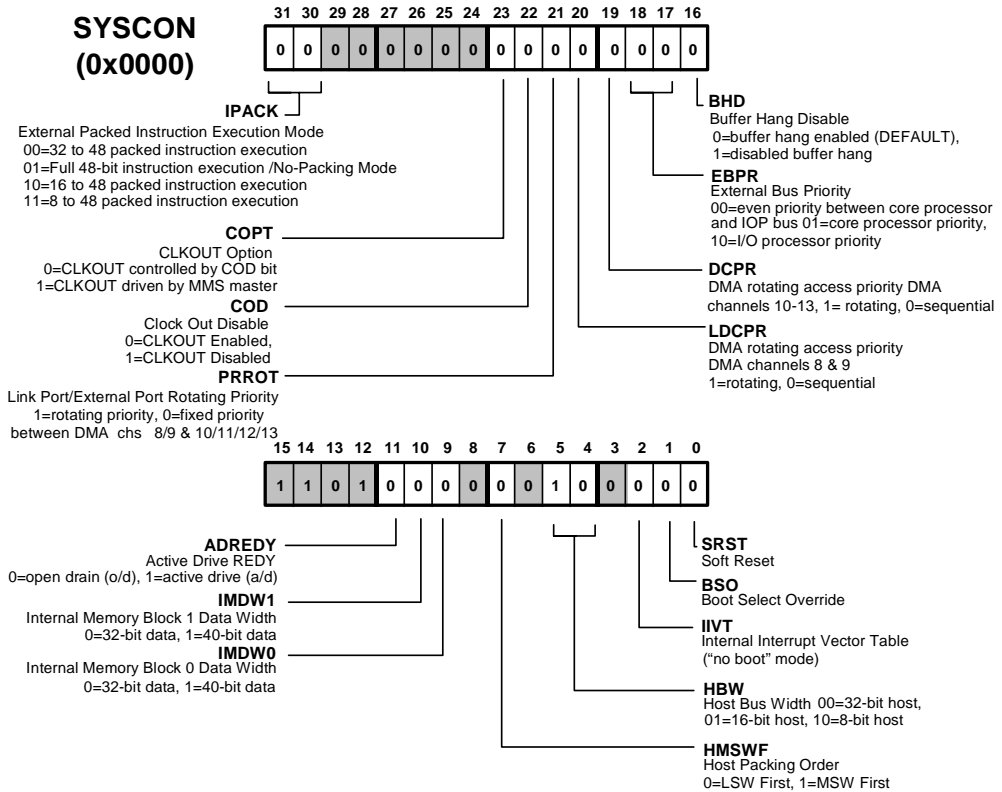 SYSCON
(0x0000)
31 30 29 28 27 26 25 24 23 22 21 20 19 18 17 16
0 0 0 0 0 0 0 0 0 0 0 0 0 0 0 0
IPACK
External Packed Instruction Execution Mode
00=32 to 48 packed instruction execution
01=Full 48-bit instruction execution /No-Packing Mode
10=16 to 48 packed instruction execution
11=8 to 48 packed instruction execution
COPT
CLKOUT Option
0=CLKOUT controlled by COD bit
1=CLKOUT driven by MMS master
COD
Clock Out Disable
0=CLKOUT Enabled,
1=CLKOUT Disabled
PRROT
Link Port/External Port Rotating Priority
1=rotating priority, 0=fixed priority
between DMA chs 8/9 & 10/11/12/13
BHD
Buffer Hang Disable
0=buffer hang enabled (DEFAULT),
1=disabled buffer hang
EBPR
External Bus Priority
00=even priority between core processor
and IOP bus 01=core processor priority,
10=I/O processor priority
DCPR
DMA rotating access priority DMA
channels 10-13, 1= rotating, 0=sequential
LDCPR
DMA rotating access priority
DMA channels 8 & 9
1=rotating, 0=sequential
15 14 13 12 11 10 9 8 7 6 5 4 3 2 1 0
1 1 0 1 0 0 0 0 0 0 1 0 0 0 0 0
ADREDY
Active Drive REDY
0=open drain (o/d), 1=active drive (a/d)
IMDW1
Internal Memory Block 1 Data Width
0=32-bit data, 1=40-bit data
IMDW0
Internal Memory Block 0 Data Width
0=32-bit data, 1=40-bit data
SRST
Soft Reset
BSO
Boot Select Override
IIVT
Internal Interrupt Vector Table
(“no boot” mode)
HBW
Host Bus Width 00=32-bit host,
01=16-bit host, 10=8-bit host
HMSWF
Host Packing Order
0=LSW First, 1=MSW First